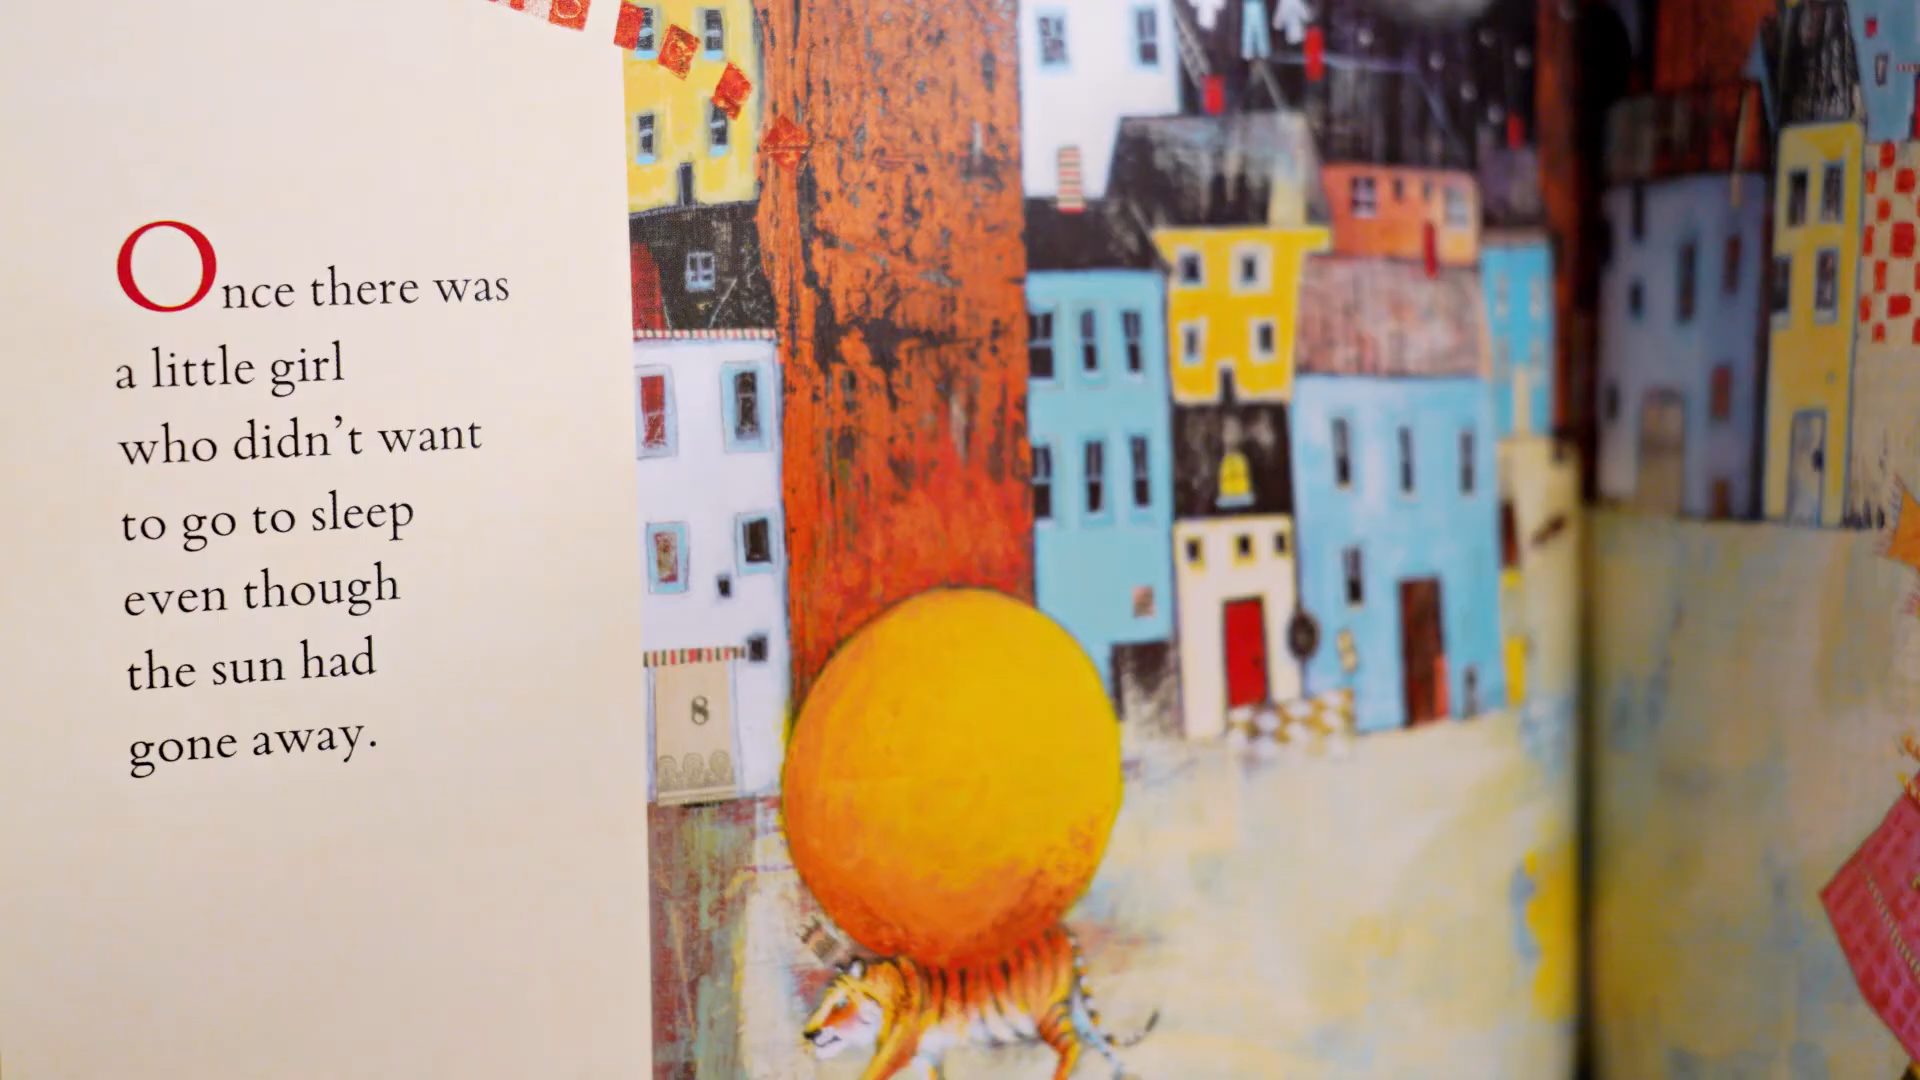 Once there was
a little girl
who didn't want
to go to sleep
even though
the sun had
gone away.
8